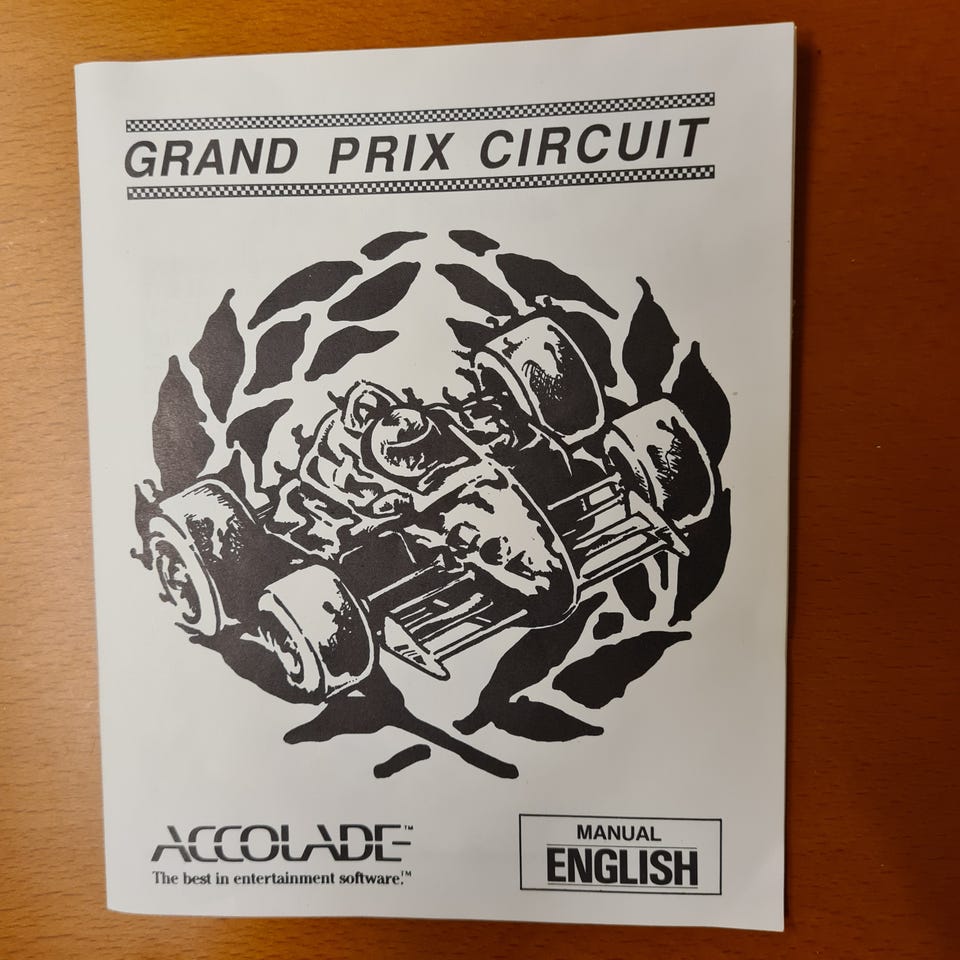 GRAND PRIX CIRCUIT
ACCOLADE™
The best in entertainment software.™
MANUAL
ENGLISH